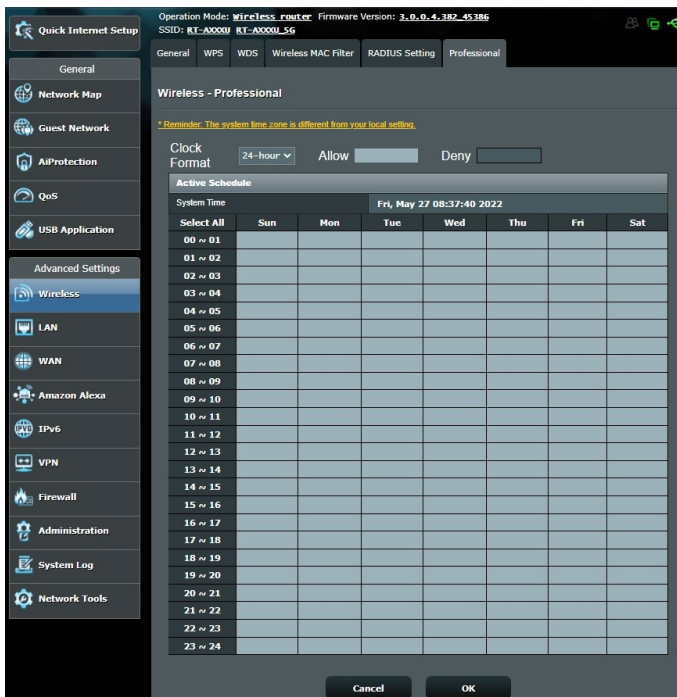 Quick Internet Setup
General
Network Map
Guest Network
AiProtection
QoS
USB Application
Advanced Settings
Wireless
LAN
WAN
Amazon Alexa
IPv6
VPN
Firewall
Administration
System Log
Network Tools
Operation Mode: Wireless router Firmware Version: 3.0.0.4.382_45386
SSID: RT-AXXXU RT-AXXXU_5G
General WPS WDS Wireless MAC Filter RADIUS Setting Professional
Wireless - Professional
* Reminder: The system time zone is different from your local setting.
Clock Format 24-hour Allow Deny
Active Schedule
System Time Fri, May 27 08:37:40 2022
Select All Sun Mon Tue Wed Thu Fri Sat
00 ~ 01
01 ~ 02
02 ~ 03
03 ~ 04
04 ~ 05
05 ~ 06
06 ~ 07
07 ~ 08
08 ~ 09
09 ~ 10
10 ~ 11
11 ~ 12
12 ~ 13
13 ~ 14
14 ~ 15
15 ~ 16
16 ~ 17
17 ~ 18
18 ~ 19
19 ~ 20
20 ~ 21
21 ~ 22
22 ~ 23
23 ~ 24
Cancel OK